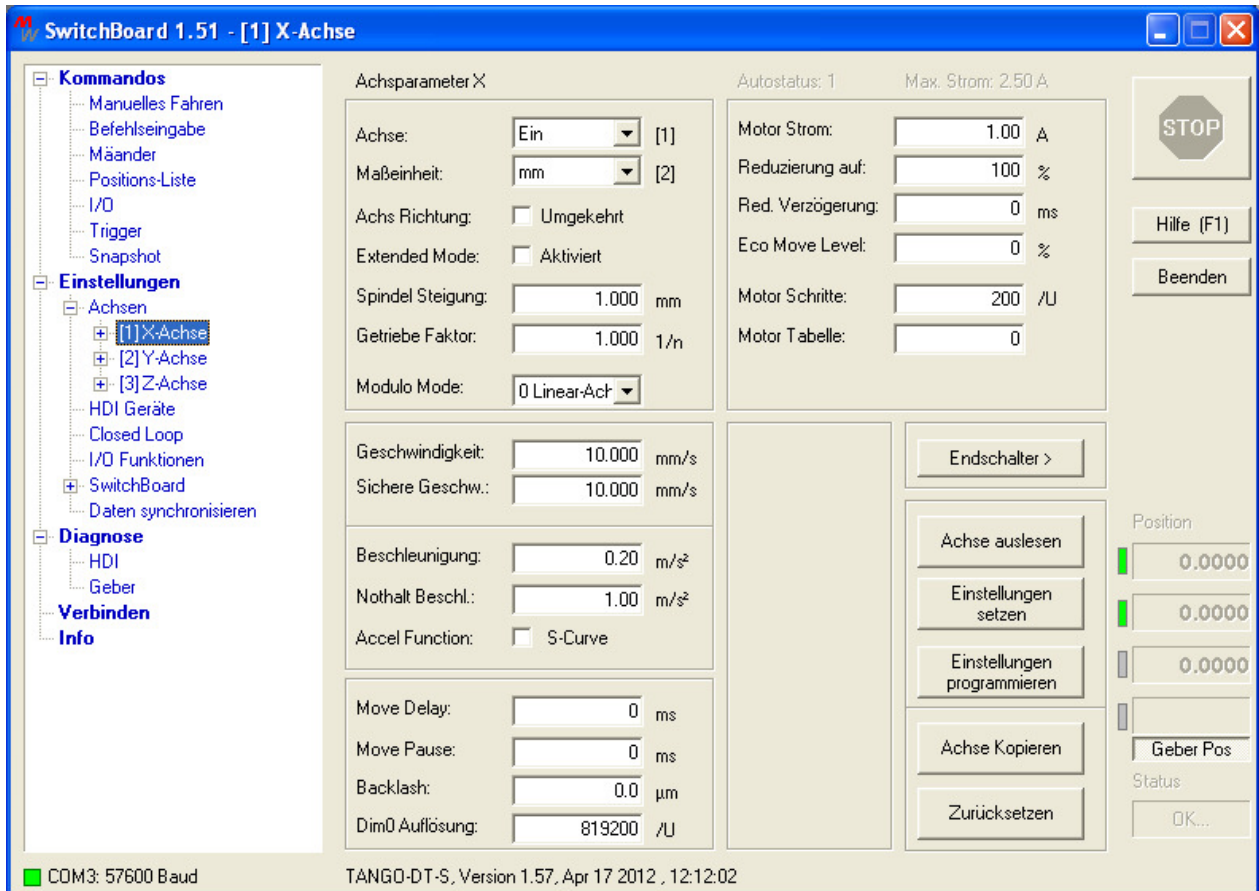 SwitchBoard 1.51 - [1] X-Achse
Kommandos
Manuelles Fahren
Befehlseingabe
Mäander
Positions-Liste
I/O
Trigger
Snapshot
Einstellungen
Achsen
[1] X-Achse
[2] Y-Achse
[3] Z-Achse
HDI Geräte
Closed Loop
I/O Funktionen
SwitchBoard
Daten synchronisieren
Diagnose
HDI
Geber
Verbinden
Info
Achsparameter X
Achse: Ein [1]
Maßeinheit: mm [2]
Achs Richtung: Umgekehrt
Extended Mode: Aktiviert
Spindel Steigung: 1.000 mm
Getriebe Faktor: 1.000 1/n
Modulo Mode: 0 Linear-Ach
Geschwindigkeit: 10.000 mm/s
Sichere Geschw.: 10.000 mm/s
Beschleunigung: 0.20 m/s²
Nothalt Beschl.: 1.00 m/s²
Accel Function: S-Curve
Move Delay: 0 ms
Move Pause: 0 ms
Backlash: 0.0 µm
Dim0 Auflösung: 819200 /U
Autostatus: 1 Max. Strom: 2.50 A
Motor Strom: 1.00 A
Reduzierung auf: 100 %
Red. Verzögerung: 0 ms
Eco Move Level: 0 %
Motor Schritte: 200 /U
Motor Tabelle: 0
Endschalter >
Achse auslesen
Einstellungen
setzen
Einstellungen
programmieren
Achse Kopieren
Zurücksetzen
STOP
Hilfe (F1)
Beenden
Position
0.0000
0.0000
0.0000
Geber Pos
Status
OK...
COM3: 57600 Baud
TANGO-DT-S, Version 1.57, Apr 17 2012 , 12:12:02